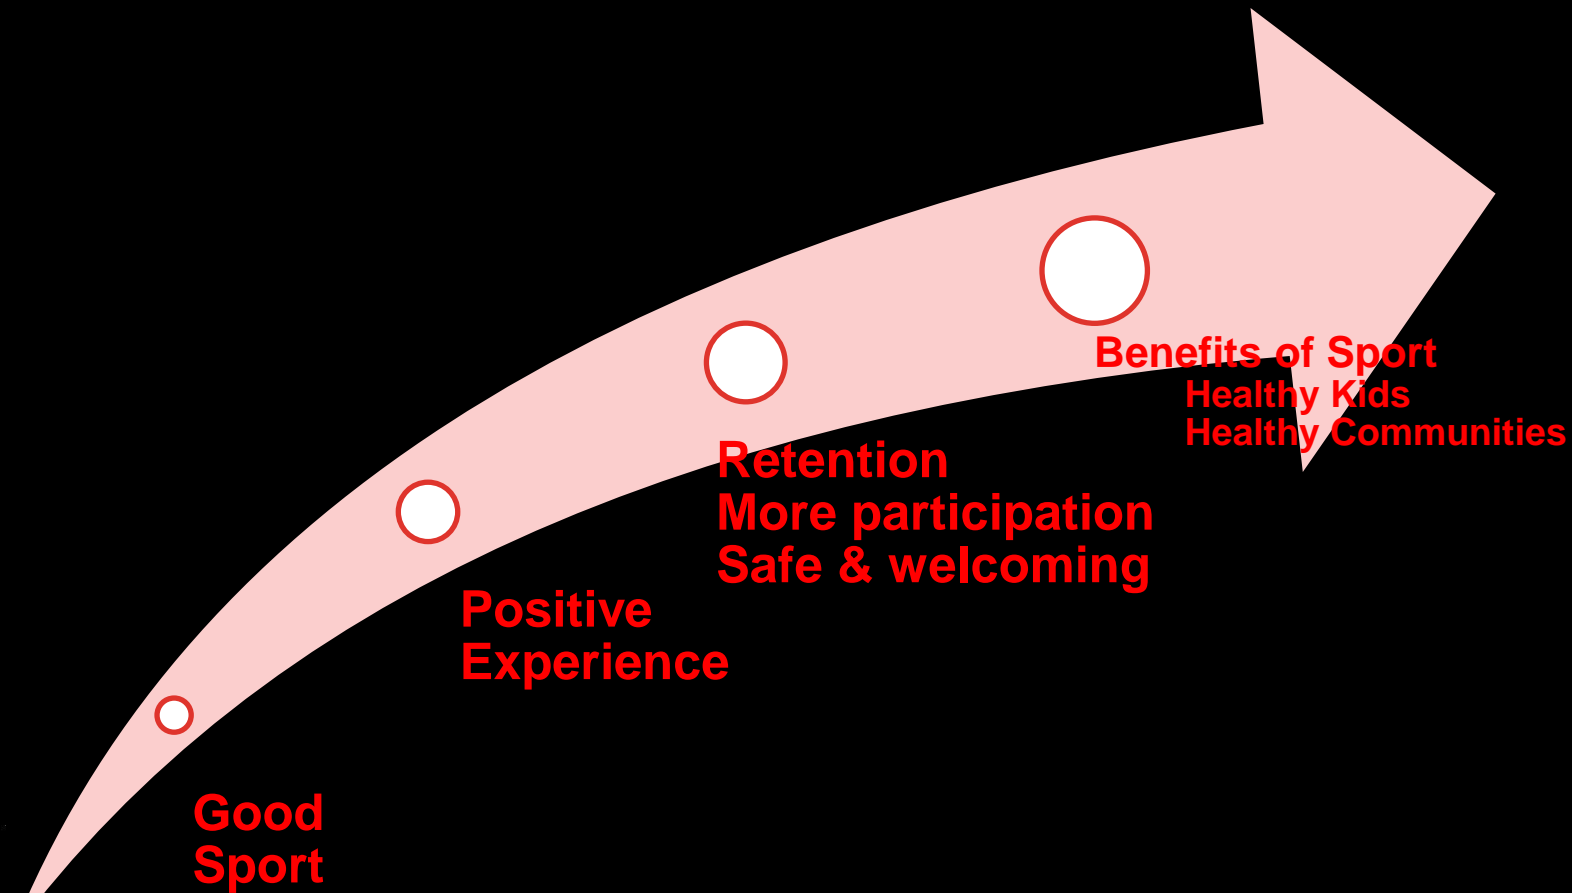 Good
Sport
Positive
Experience
Retention
More participation
Safe & welcoming
Benefits of Sport
Healthy Kids
Healthy Communities